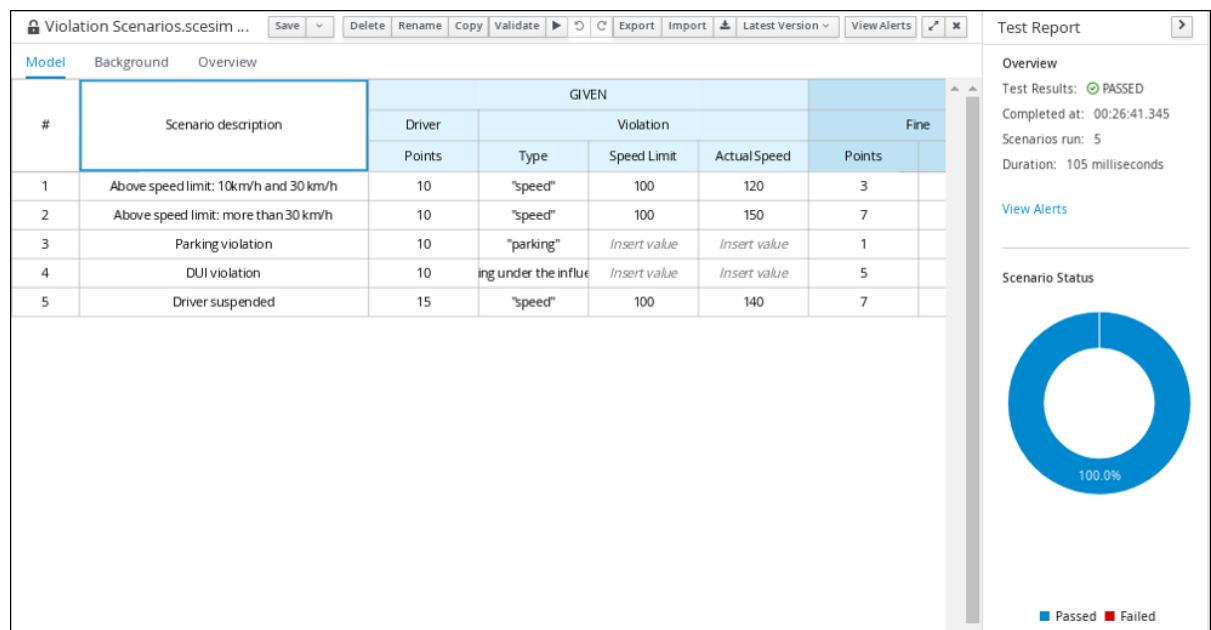 Violation Scenarios.scesim ... Save Delete Rename Copy Validate Export Import Latest Version View Alerts
Model Background Overview
# Scenario description GIVEN
Driver Violation Fine
Points Type Speed Limit Actual Speed Points
1 Above speed limit: 10km/h and 30 km/h 10 "speed" 100 120 3
2 Above speed limit: more than 30 km/h 10 "speed" 100 150 7
3 Parking violation 10 "parking" Insert value Insert value 1
4 DUI violation 10 ing under the influe Insert value Insert value 5
5 Driver suspended 15 "speed" 100 140 7
Test Report
Overview
Test Results: PASSED
Completed at: 00:26:41.345
Scenarios run: 5
Duration: 105 milliseconds
View Alerts
Scenario Status
100.0%
Passed Failed